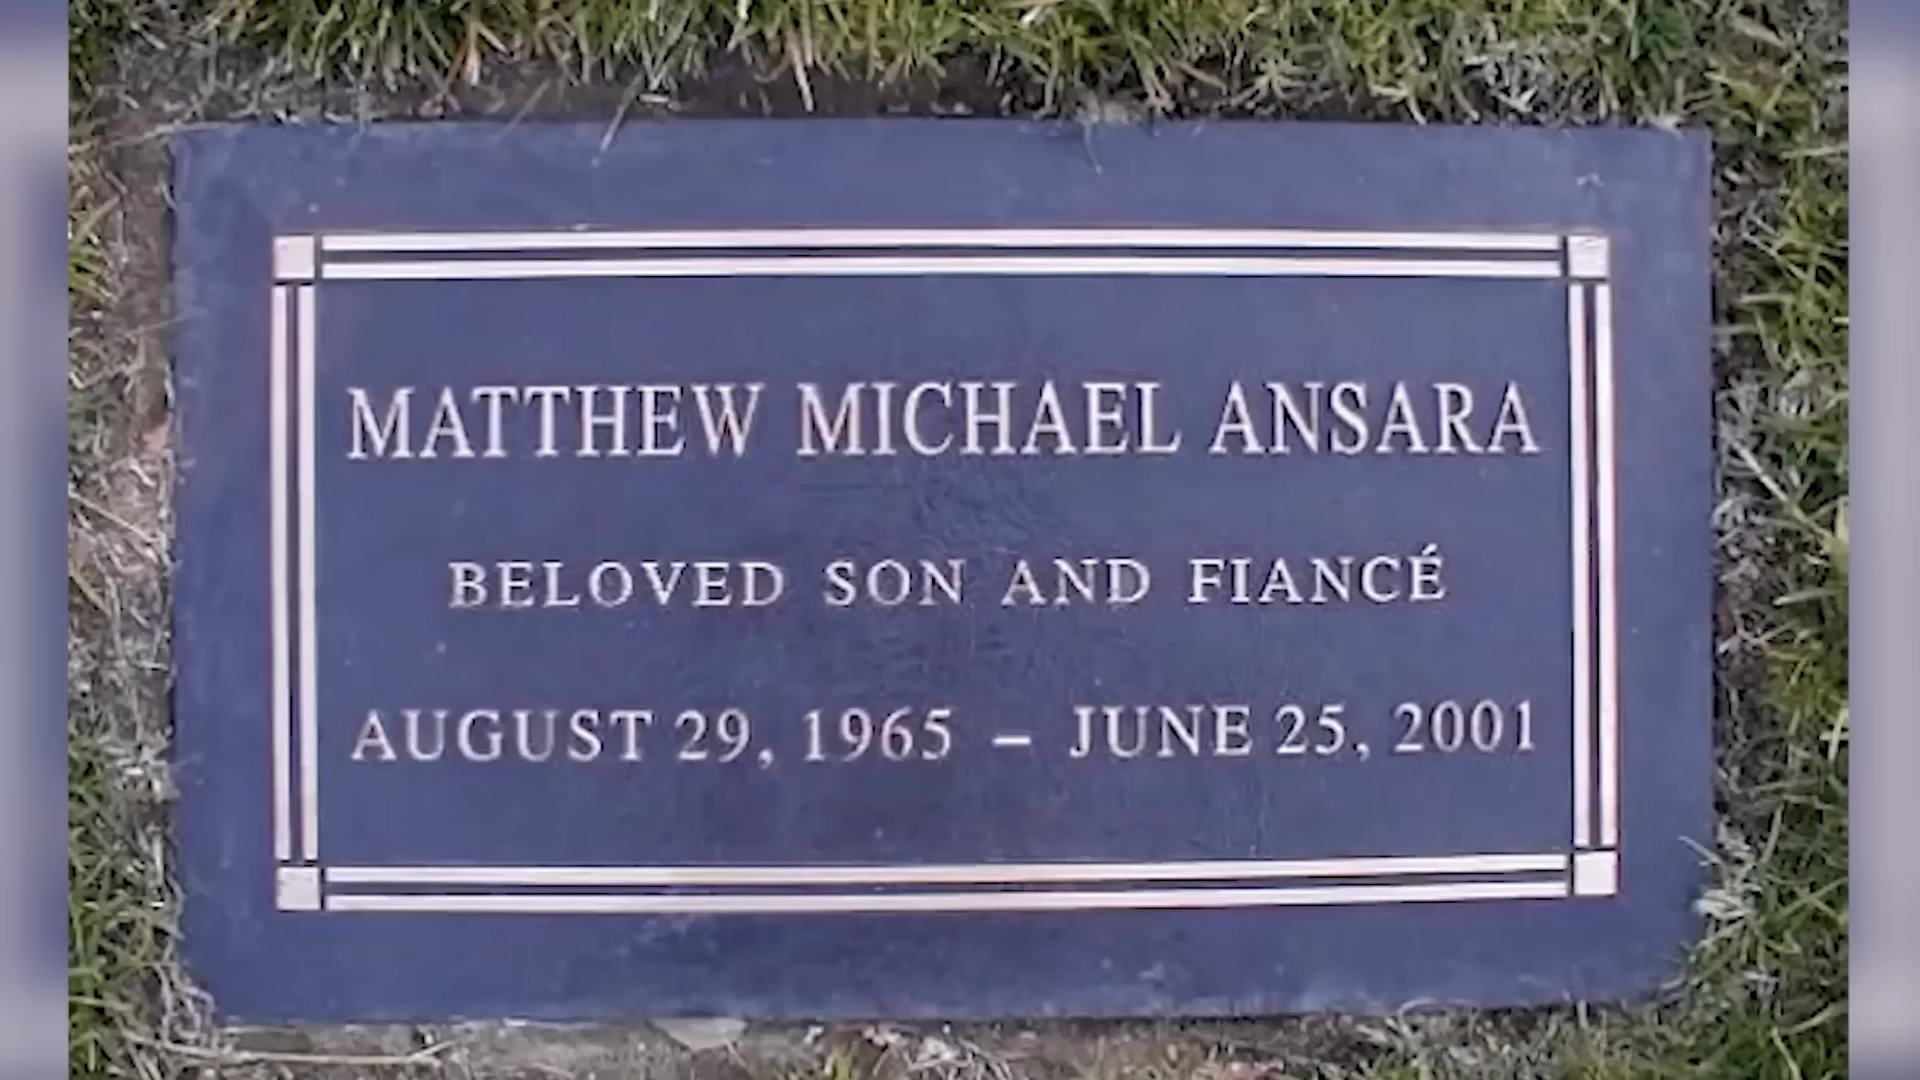 MATTHEW MICHAEL ANSARA
BELOVED SON AND FIANCÉ
AUGUST 29, 1965 – JUNE 25, 2001